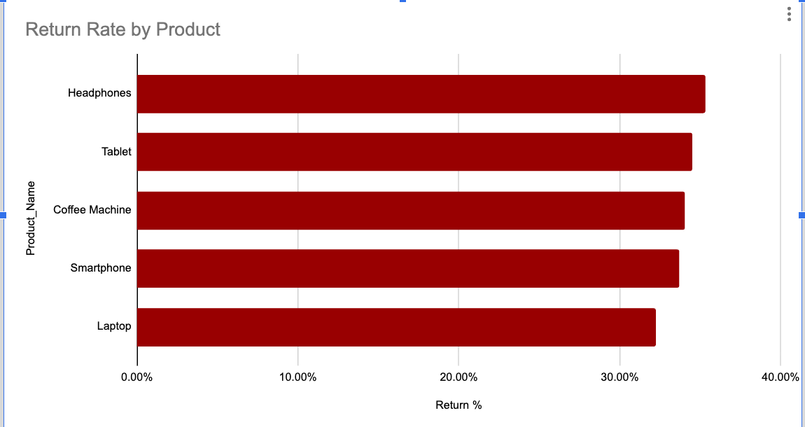 Return Rate by Product
Product_Name
Headphones
Tablet
Coffee Machine
Smartphone
Laptop
0.00%
10.00%
20.00%
30.00%
40.00%
Return %